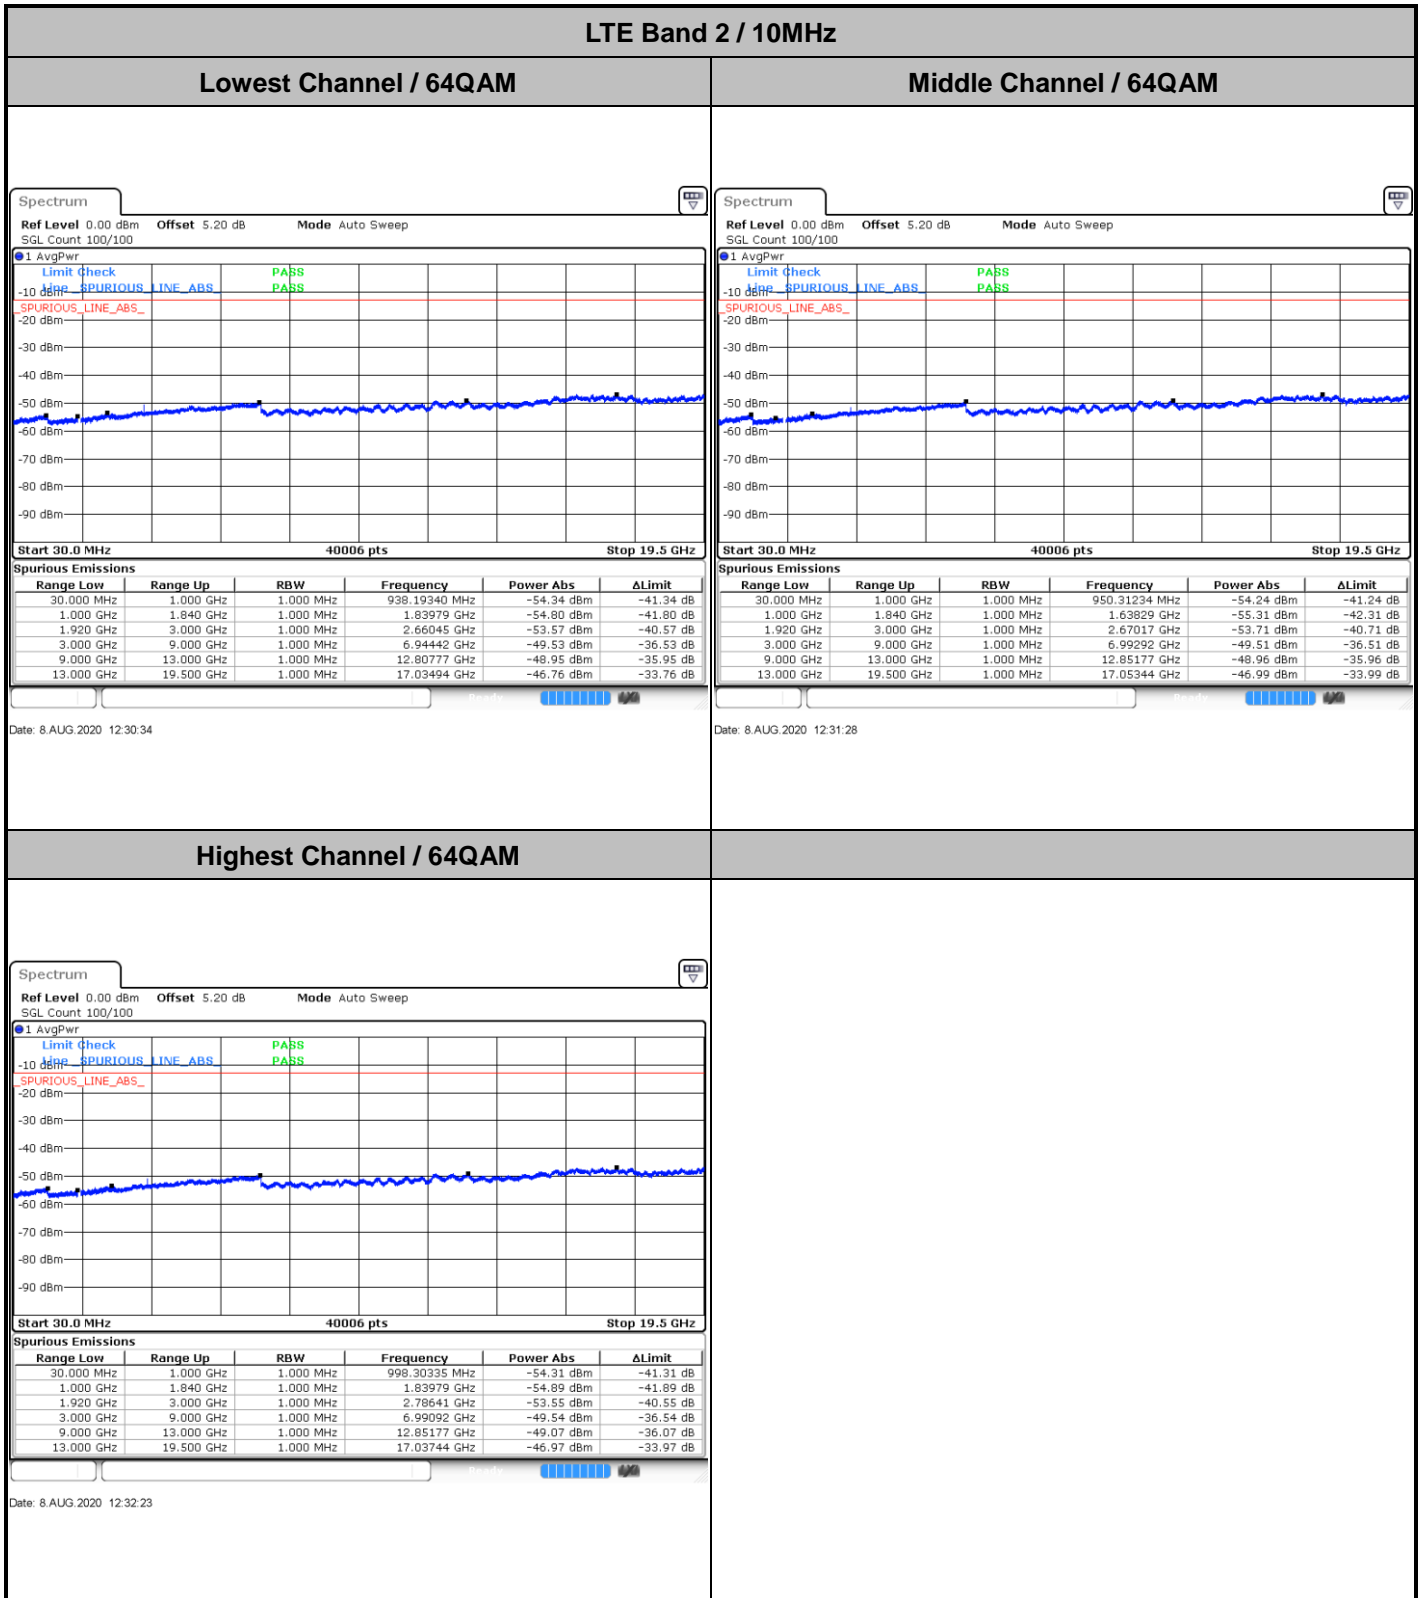 LTE Band 2 / 10MHz
Lowest Channel / 64QAM
Middle Channel / 64QAM
Spectrum
Ref Level 0.00 dBm Offset 5.20 dB Mode Auto Sweep
SGL Count 100/100
1 AvgPwr
Limit Check PASS
Line _SPURIOUS_LINE_ABS_ PASS
-10 dBm
_SPURIOUS_LINE_ABS_
-20 dBm
-30 dBm
-40 dBm
-50 dBm
-60 dBm
-70 dBm
-80 dBm
-90 dBm
Start 30.0 MHz 40006 pts Stop 19.5 GHz
Spurious Emissions
Range Low Range Up RBW Frequency Power Abs ΔLimit
30.000 MHz 1.000 GHz 1.000 MHz 938.19340 MHz -54.34 dBm -41.34 dB
1.000 GHz 1.840 GHz 1.000 MHz 1.83979 GHz -54.80 dBm -41.80 dB
1.920 GHz 3.000 GHz 1.000 MHz 2.66045 GHz -53.57 dBm -40.57 dB
3.000 GHz 9.000 GHz 1.000 MHz 6.94442 GHz -49.53 dBm -36.53 dB
9.000 GHz 13.000 GHz 1.000 MHz 12.80777 GHz -48.95 dBm -35.95 dB
13.000 GHz 19.500 GHz 1.000 MHz 17.03494 GHz -46.76 dBm -33.76 dB
Date: 8.AUG.2020 12:30:34
Spectrum
Ref Level 0.00 dBm Offset 5.20 dB Mode Auto Sweep
SGL Count 100/100
1 AvgPwr
Limit Check PASS
Line _SPURIOUS_LINE_ABS_ PASS
-10 dBm
_SPURIOUS_LINE_ABS_
-20 dBm
-30 dBm
-40 dBm
-50 dBm
-60 dBm
-70 dBm
-80 dBm
-90 dBm
Start 30.0 MHz 40006 pts Stop 19.5 GHz
Spurious Emissions
Range Low Range Up RBW Frequency Power Abs ΔLimit
30.000 MHz 1.000 GHz 1.000 MHz 950.31234 MHz -54.24 dBm -41.24 dB
1.000 GHz 1.840 GHz 1.000 MHz 1.63829 GHz -55.31 dBm -42.31 dB
1.920 GHz 3.000 GHz 1.000 MHz 2.67017 GHz -53.71 dBm -40.71 dB
3.000 GHz 9.000 GHz 1.000 MHz 6.99292 GHz -49.51 dBm -36.51 dB
9.000 GHz 13.000 GHz 1.000 MHz 12.85177 GHz -48.96 dBm -35.96 dB
13.000 GHz 19.500 GHz 1.000 MHz 17.05344 GHz -46.99 dBm -33.99 dB
Date: 8.AUG.2020 12:31:28
Highest Channel / 64QAM
Spectrum
Ref Level 0.00 dBm Offset 5.20 dB Mode Auto Sweep
SGL Count 100/100
1 AvgPwr
Limit Check PASS
Line _SPURIOUS_LINE_ABS_ PASS
-10 dBm
_SPURIOUS_LINE_ABS_
-20 dBm
-30 dBm
-40 dBm
-50 dBm
-60 dBm
-70 dBm
-80 dBm
-90 dBm
Start 30.0 MHz 40006 pts Stop 19.5 GHz
Spurious Emissions
Range Low Range Up RBW Frequency Power Abs ΔLimit
30.000 MHz 1.000 GHz 1.000 MHz 998.30335 MHz -54.31 dBm -41.31 dB
1.000 GHz 1.840 GHz 1.000 MHz 1.83979 GHz -54.89 dBm -41.89 dB
1.920 GHz 3.000 GHz 1.000 MHz 2.78641 GHz -53.55 dBm -40.55 dB
3.000 GHz 9.000 GHz 1.000 MHz 6.99092 GHz -49.54 dBm -36.54 dB
9.000 GHz 13.000 GHz 1.000 MHz 12.85177 GHz -49.07 dBm -36.07 dB
13.000 GHz 19.500 GHz 1.000 MHz 17.03744 GHz -46.97 dBm -33.97 dB
Date: 8.AUG.2020 12:32:23